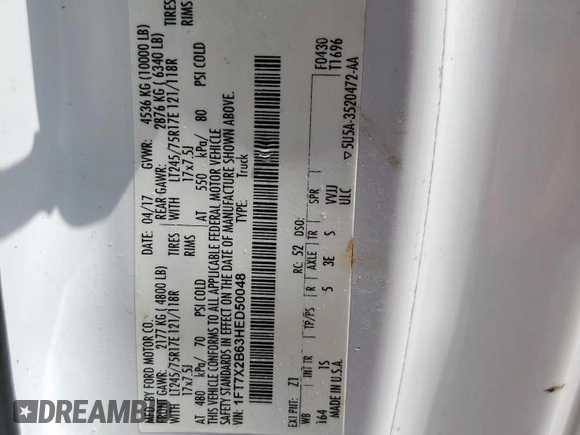 MFD. BY FORD MOTOR CO.
DATE: 04/17 GVWR: 4536 KG (10000 LB)
FRONT GAWR: 2177 KG (4800 LB) REAR GAWR: 2876 KG (6340 LB)
WITH LT245/75R17E 121/118R TIRES WITH LT245/75R17E 121/118R TIRES
17x7.5J RIMS 17x7.5J RIMS
AT 480 kPa/ 70 PSI COLD AT 550 kPa/ 80 PSI COLD
THIS VEHICLE CONFORMS TO ALL APPLICABLE FEDERAL MOTOR VEHICLE
SAFETY STANDARDS IN EFFECT ON THE DATE OF MANUFACTURE SHOWN ABOVE.
1FT7X2B63HED50048 TYPE: Truck
EXT PNT: Z1 RC: 52 DSO: F0430
WB INT TR TP/PS R AXLE TR SPR T1696
164 1S 5 3E S VVJJ
MADE IN U.S.A. ULC ▽5U5A-3520472-AA
© DREAMBID.COM